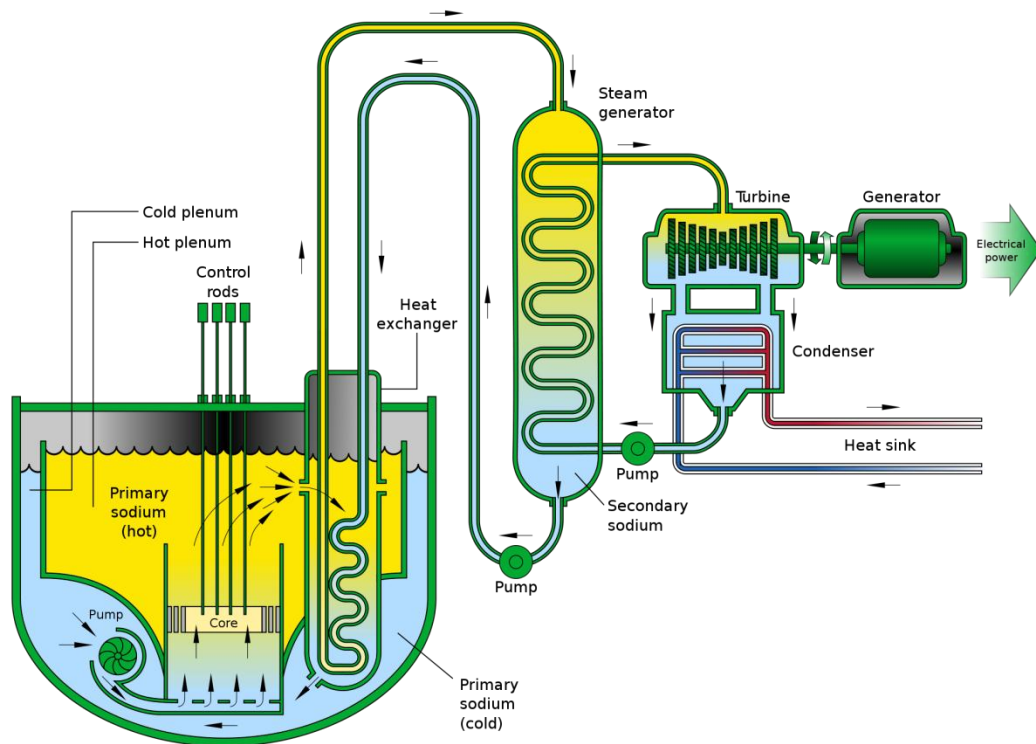 Steam
generator
Turbine
Generator
Cold plenum
Hot plenum
Electrical
power
Control
rods
Heat
exchanger
Condenser
Heat sink
Pump
Primary
sodium
(hot)
Secondary
sodium
Pump
Pump
Core
Primary
sodium
(cold)